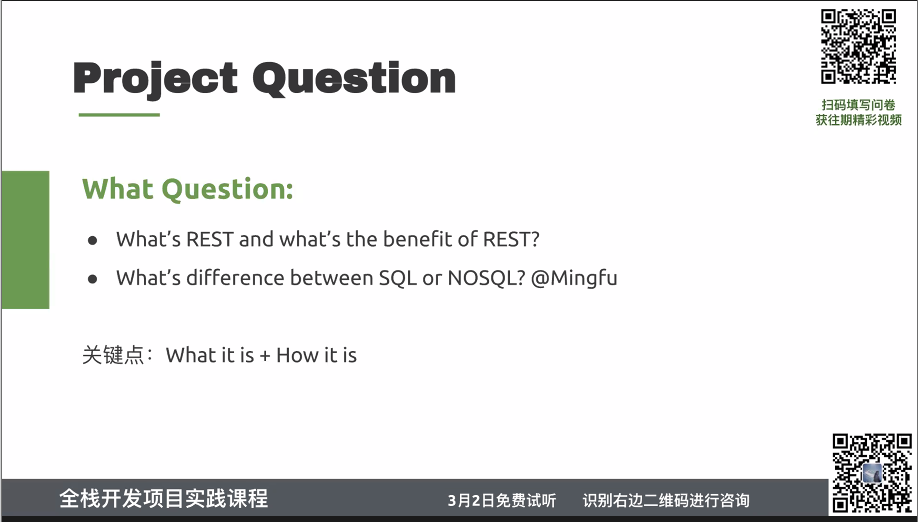 Project Question
扫码填写问卷
获往期精彩视频
What Question:
● What's REST and what's the benefit of REST?
● What's difference between SQL or NOSQL? @Mingfu
关键点：What it is + How it is
全栈开发项目实践课程
3月2日免费试听 识别右边二维码进行咨询